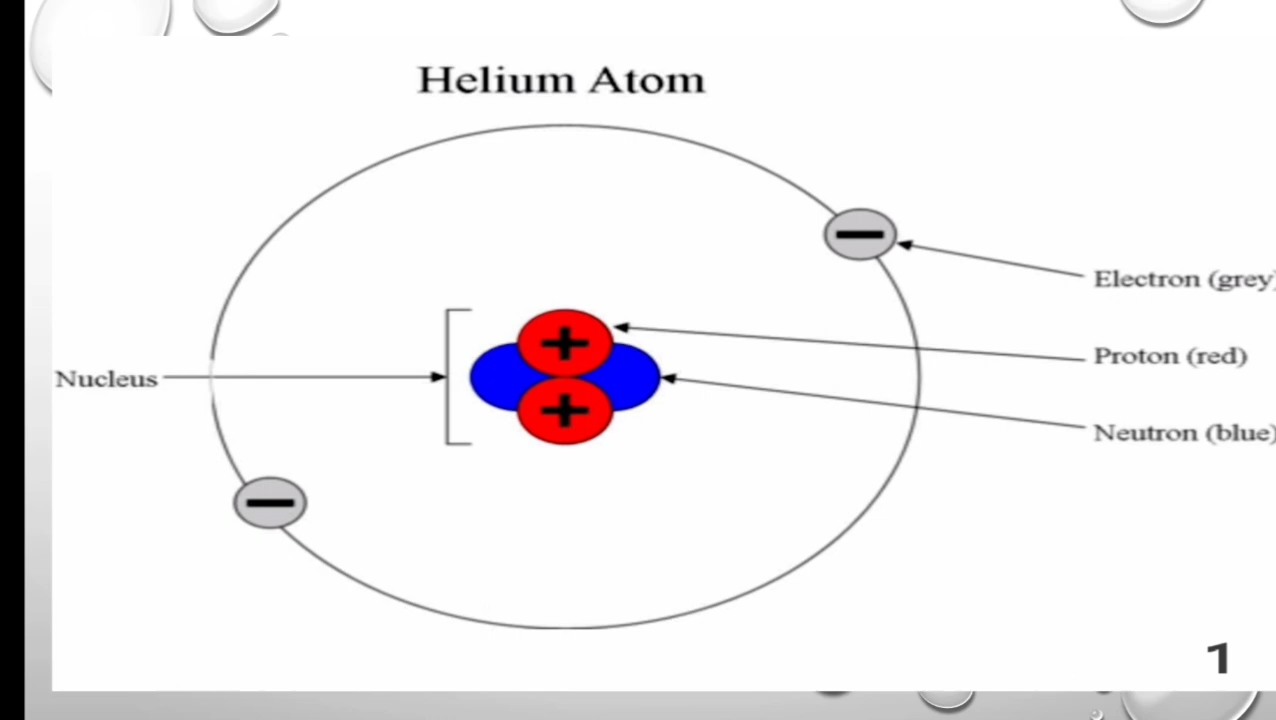 Helium Atom
Electron (grey)
Proton (red)
Nucleus
Neutron (blue)
1